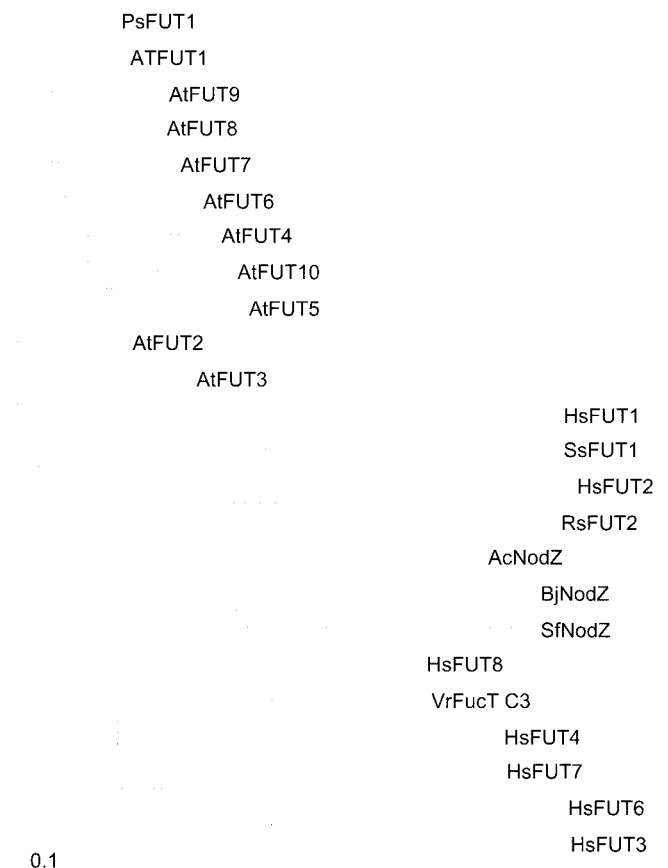 PsFUT1
ATFUT1
AtFUT9
AtFUT8
AtFUT7
AtFUT6
AtFUT4
AtFUT10
AtFUT5
AtFUT2
AtFUT3
HsFUT1
SsFUT1
HsFUT2
RsFUT2
AcNodZ
BjNodZ
SfNodZ
HsFUT8
VrFucT C3
HsFUT4
HsFUT7
HsFUT6
HsFUT3
0.1